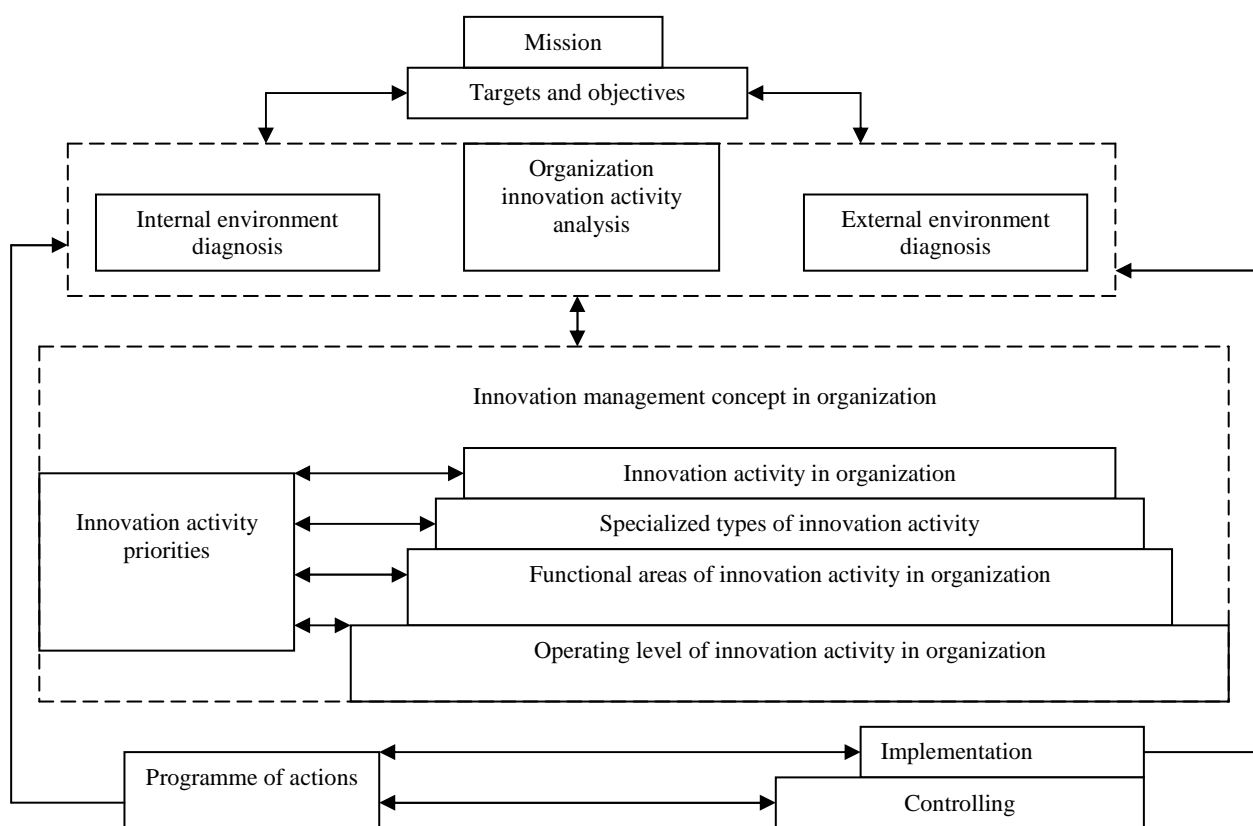 Mission
Targets and objectives
Organization
innovation activity
analysis
Internal environment
diagnosis
External environment
diagnosis
Innovation management concept in organization
Innovation activity in organization
Innovation activity
priorities
Specialized types of innovation activity
Functional areas of innovation activity in organization
Operating level of innovation activity in organization
Implementation
Programme of actions
Controlling